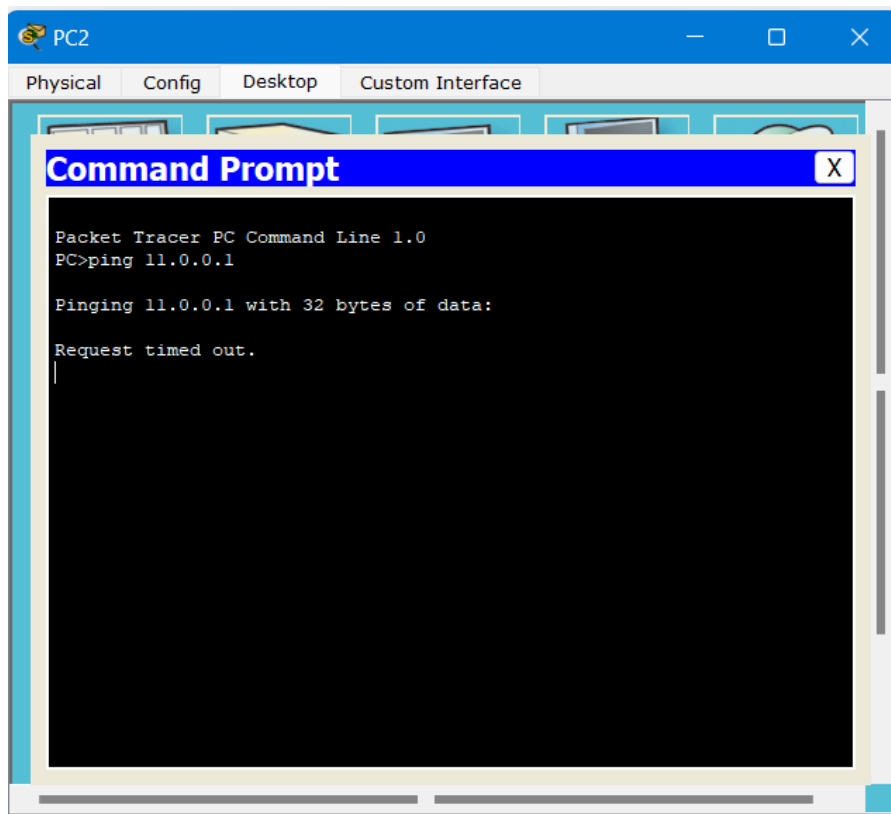 PC2
Physical Config Desktop Custom Interface
Command Prompt
X
Packet Tracer PC Command Line 1.0
PC>ping 11.0.0.1
Pinging 11.0.0.1 with 32 bytes of data:
Request timed out.